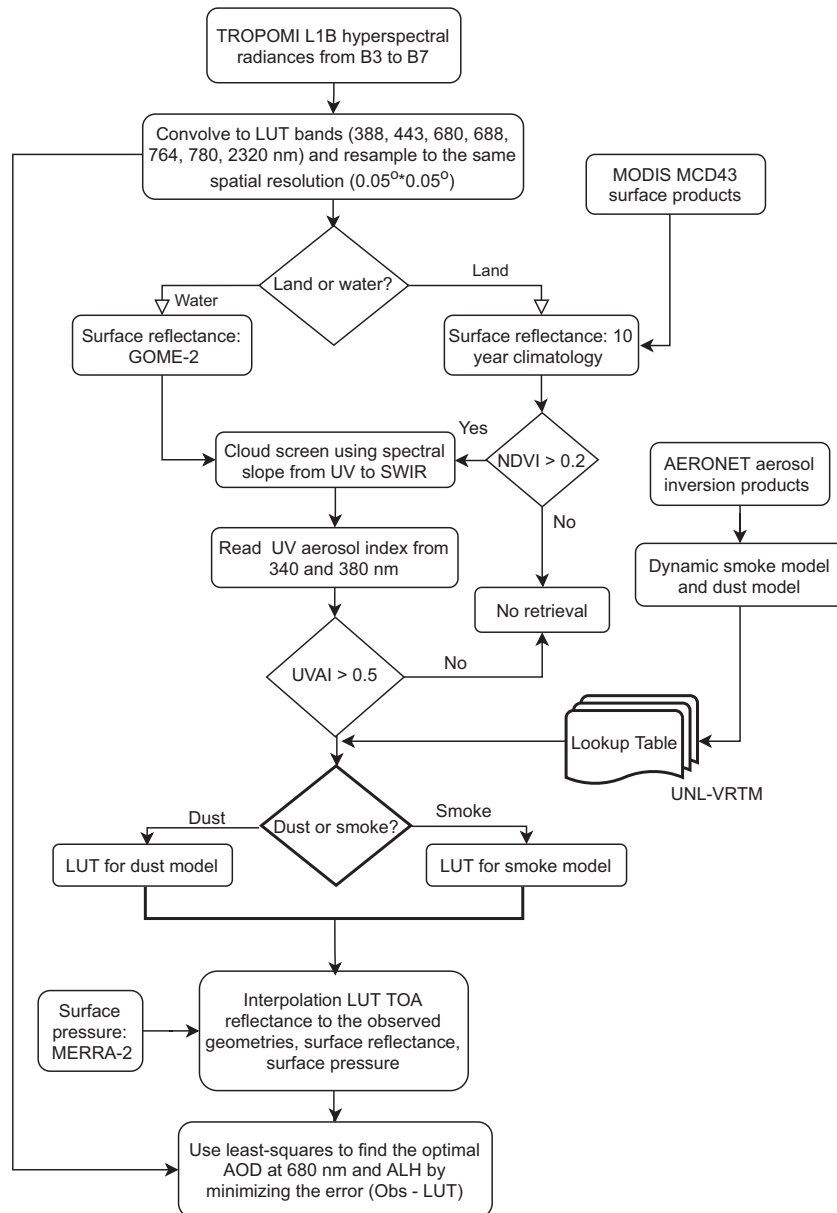 TROPOMI L1B hyperspectral
radiances from B3 to B7
Convolve to LUT bands (388, 443, 680, 688,
764, 780, 2320 nm) and resample to the same
spatial resolution (0.05°*0.05°)
MODIS MCD43
surface products
Land or water?
Water
Land
Surface reflectance:
GOME-2
Surface reflectance: 10
year climatology
Yes
NDVI > 0.2
No
Cloud screen using spectral
slope from UV to SWIR
AERONET aerosol
inversion products
Read UV aerosol index from
340 and 380 nm
Dynamic smoke model
and dust model
No retrieval
UVAI > 0.5
No
Lookup Table
UNL-VRTM
Dust or smoke?
Dust
Smoke
LUT for dust model
LUT for smoke model
Surface
pressure:
MERRA-2
Interpolation LUT TOA
reflectance to the observed
geometries, surface reflectance,
surface pressure
Use least-squares to find the optimal
AOD at 680 nm and ALH by
minimizing the error (Obs - LUT)